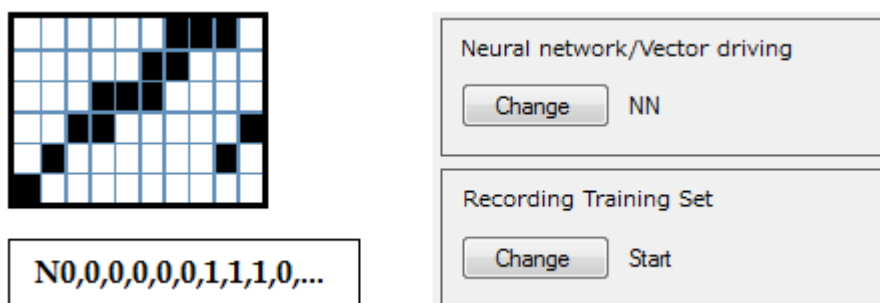 Neural network/Vector driving
Change NN
Recording Training Set
Change Start
N0,0,0,0,0,0,1,1,1,0,...